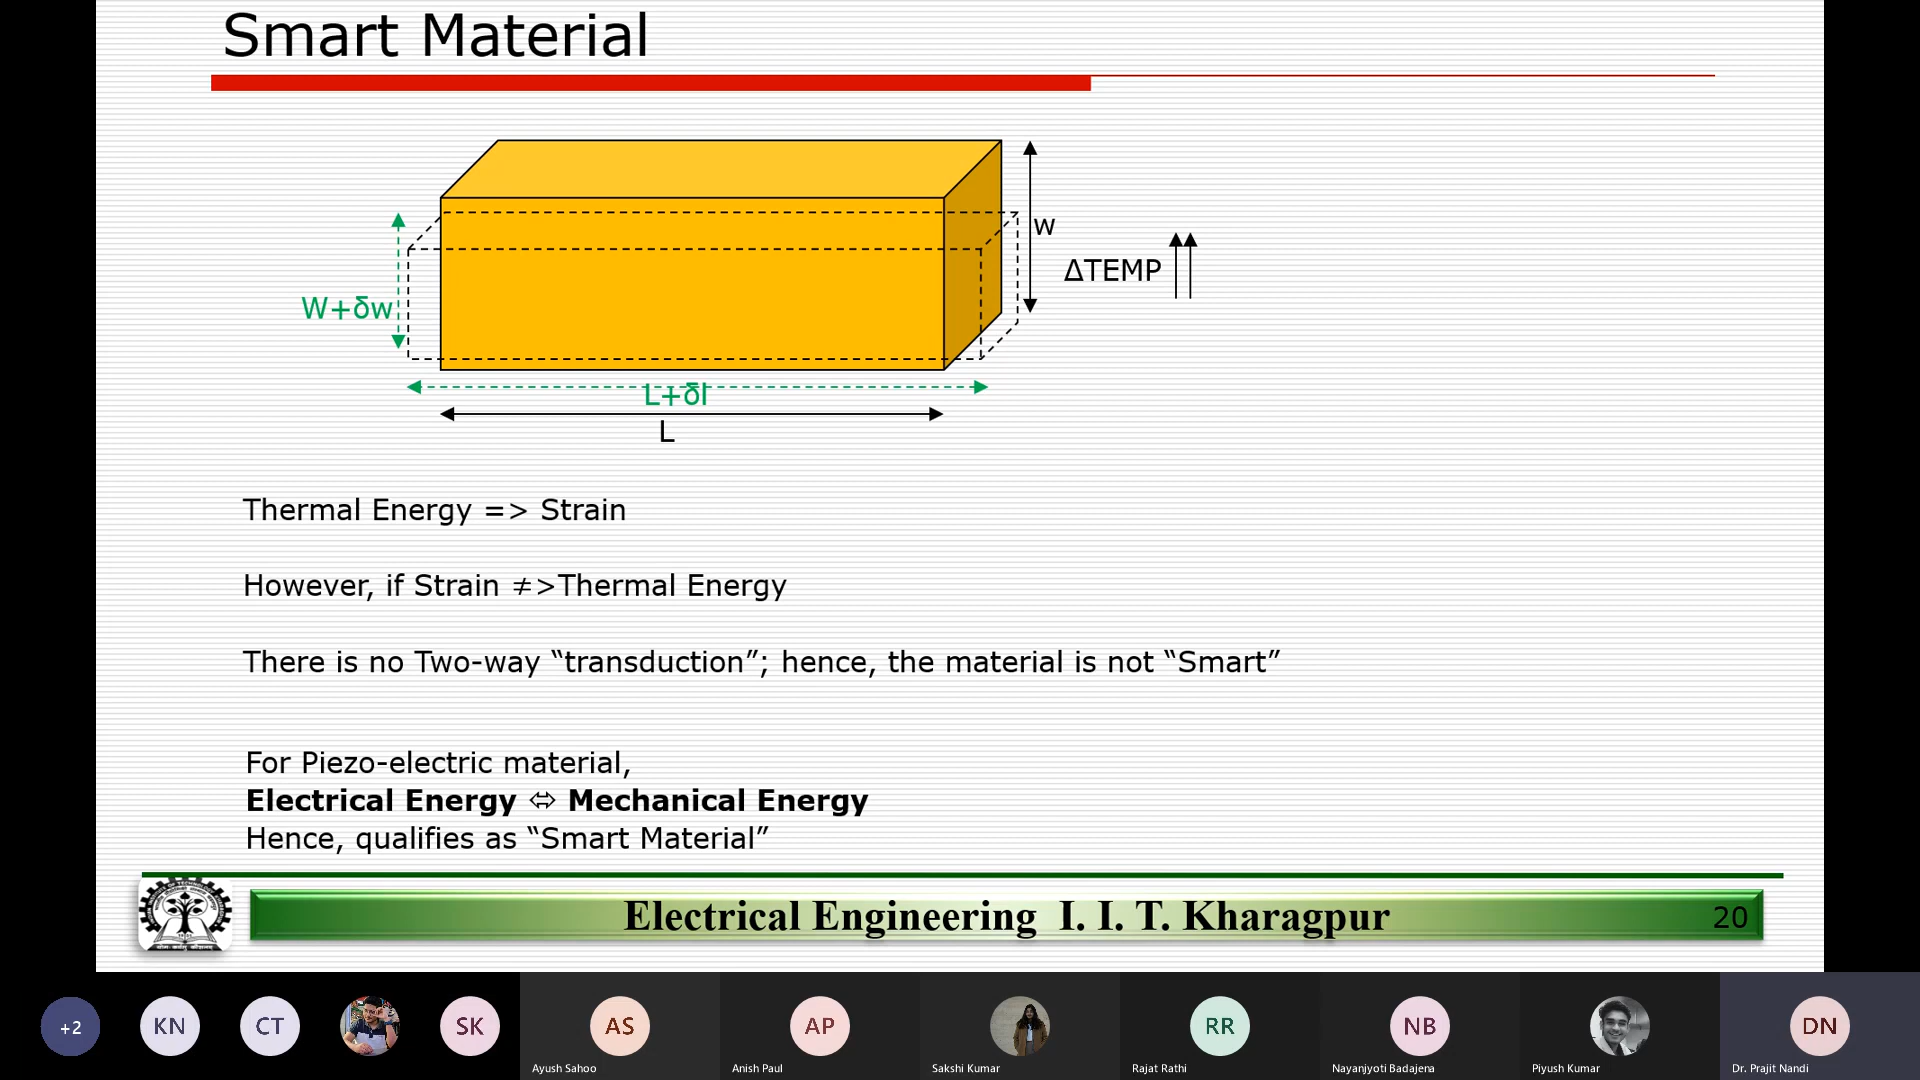 Smart Material
w
ΔTEMP
W+δw
L+δl
L
Thermal Energy => Strain
However, if Strain ≠>Thermal Energy
There is no Two-way “transduction”; hence, the material is not “Smart”
For Piezo-electric material,
Electrical Energy ⬄ Mechanical Energy
Hence, qualifies as “Smart Material”
Electrical Engineering I. I. T. Kharagpur
20
+2
KN
CT
SK
AS
AP
RR
NB
DN
Ayush Sahoo
Anish Paul
Sakshi Kumar
Rajat Rathi
Nayanjyoti Badajena
Piyush Kumar
Dr. Prajit Nandi